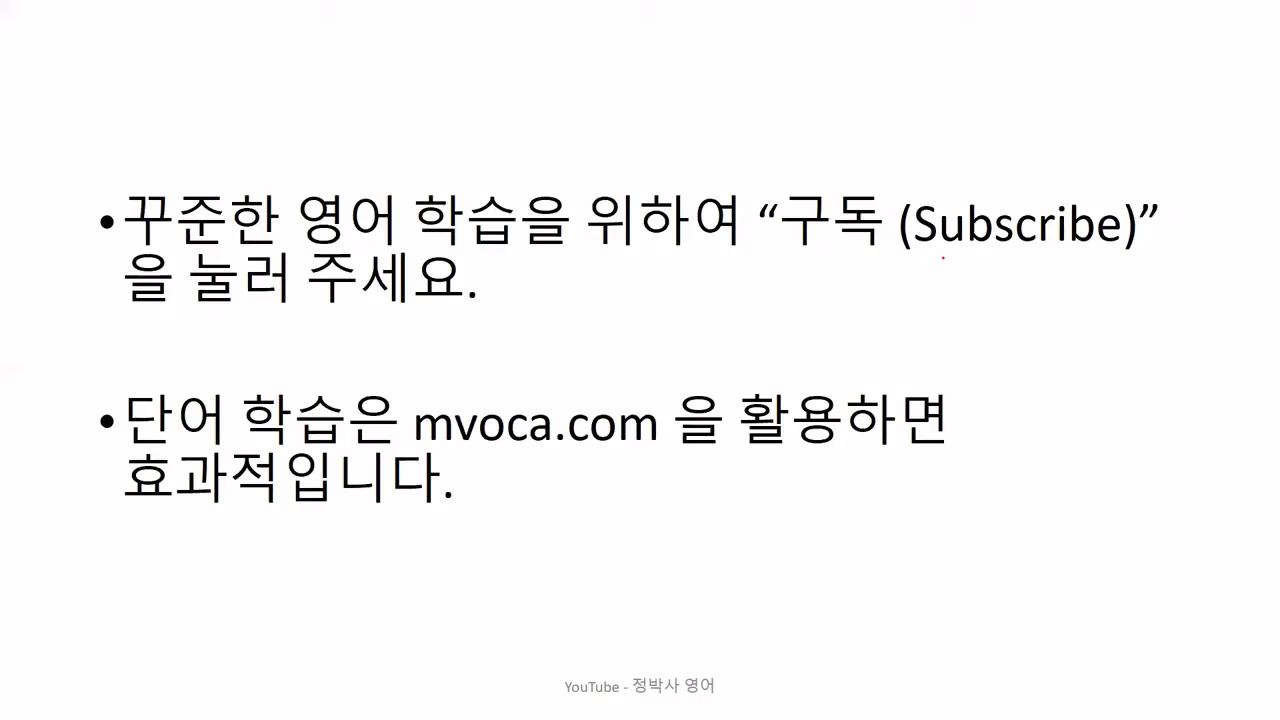 • 꾸준한 영어 학습을 위하여 “구독 (Subscribe)”
을 눌러 주세요.
• 단어 학습은 mvoca.com 을 활용하면
효과적입니다.
YouTube - 정박사 영어